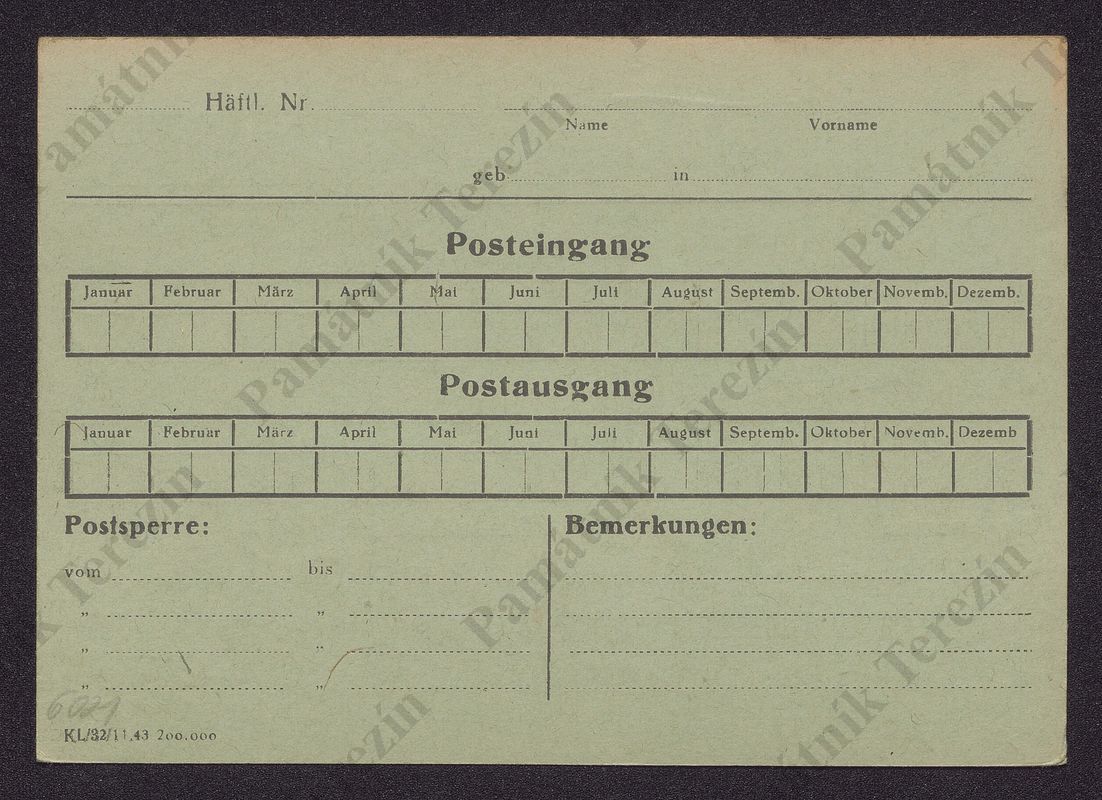 Häftl. Nr.
Name Vorname
geb. in
Posteingang
Januar Februar März April Mai Juni Juli August Septemb. Oktober Novemb. Dezemb.
Postausgang
Januar Februar März April Mai Juni Juli August Septemb. Oktober Novemb. Dezemb
Postsperre: Bemerkungen:
vom bis
„ „
„ „
„ „
KL/32/11.43 200.000
Památník Terezín